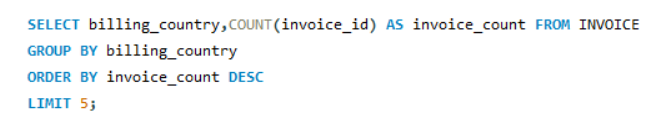 SELECT billing_country,COUNT(invoice_id) AS invoice_count FROM INVOICE
GROUP BY billing_country
ORDER BY invoice_count DESC
LIMIT 5;